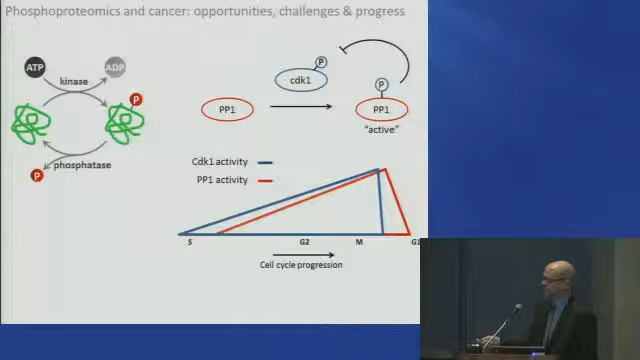 Phosphoproteomics and cancer: opportunities, challenges & progress
ATP
ADP
kinase
P
phosphatase
P
P
cdk1
P
PP1
PP1
"active"
Cdk1 activity
PP1 activity
S
G2
M
G1
Cell cycle progression